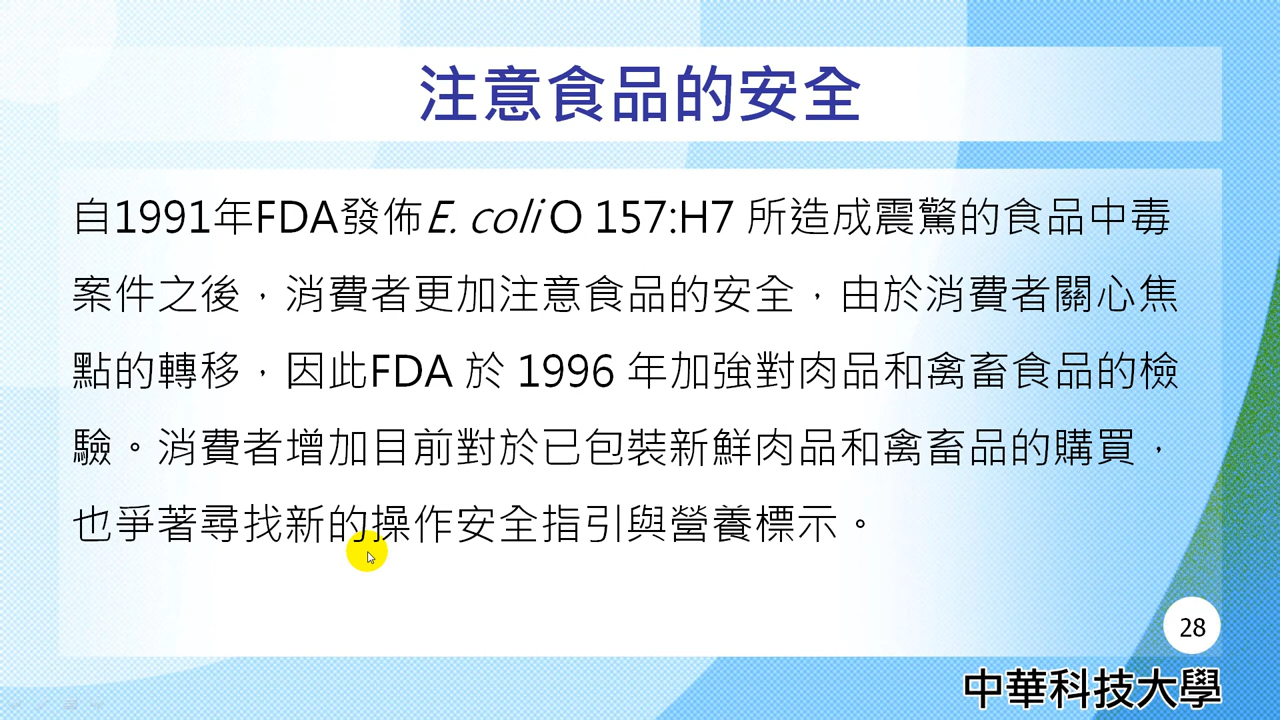 注意食品的安全
自1991年FDA發佈E. coli O 157:H7 所造成震驚的食品中毒
案件之後，消費者更加注意食品的安全，由於消費者關心焦
點的轉移，因此FDA 於 1996 年加強對肉品和禽畜食品的檢
驗。消費者增加目前對於已包裝新鮮肉品和禽畜品的購買，
也爭著尋找新的操作安全指引與營養標示。
28
中華科技大學